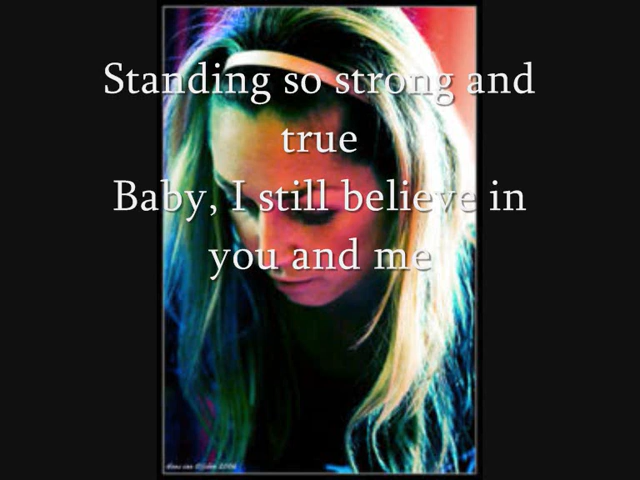 Standing so strong and
true
Baby, I still believe in
you and me